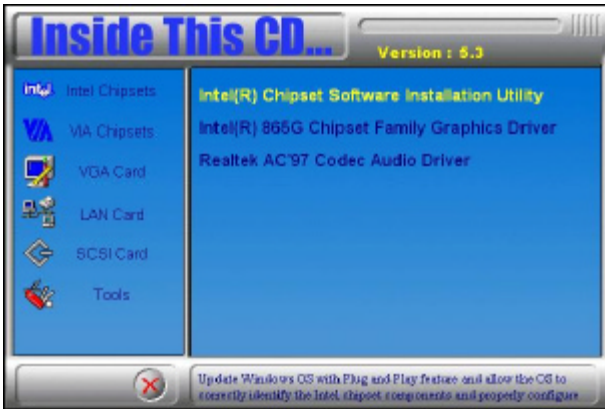 Inside This CD...
Version : 5.3
intel Intel Chipsets
VIA VIA Chipsets
VGA Card
LAN Card
SCSI Card
Tools
Intel(R) Chipset Software Installation Utility
Intel(R) 865G Chipset Family Graphics Driver
Realtek AC'97 Codec Audio Driver
Update Windows OS with Plug and Play feature and allow the OS to
correctly identify the Intel chipset components and properly configure